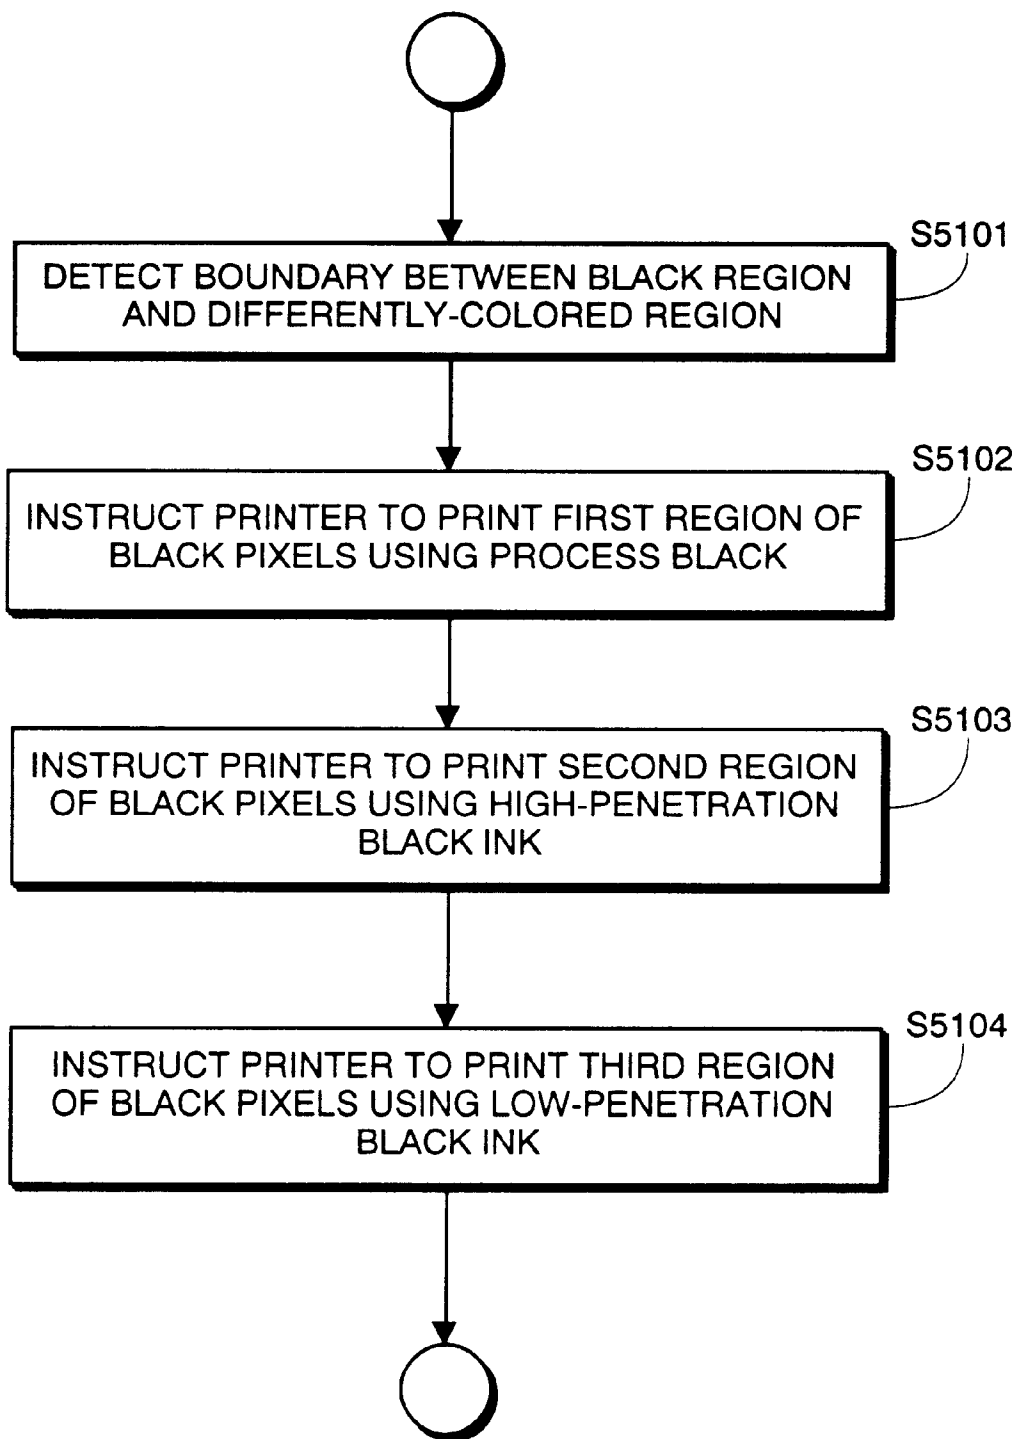 S5101
DETECT BOUNDARY BETWEEN BLACK REGION
AND DIFFERENTLY-COLORED REGION
S5102
INSTRUCT PRINTER TO PRINT FIRST REGION OF
BLACK PIXELS USING PROCESS BLACK
S5103
INSTRUCT PRINTER TO PRINT SECOND REGION
OF BLACK PIXELS USING HIGH-PENETRATION
BLACK INK
S5104
INSTRUCT PRINTER TO PRINT THIRD REGION
OF BLACK PIXELS USING LOW-PENETRATION
BLACK INK